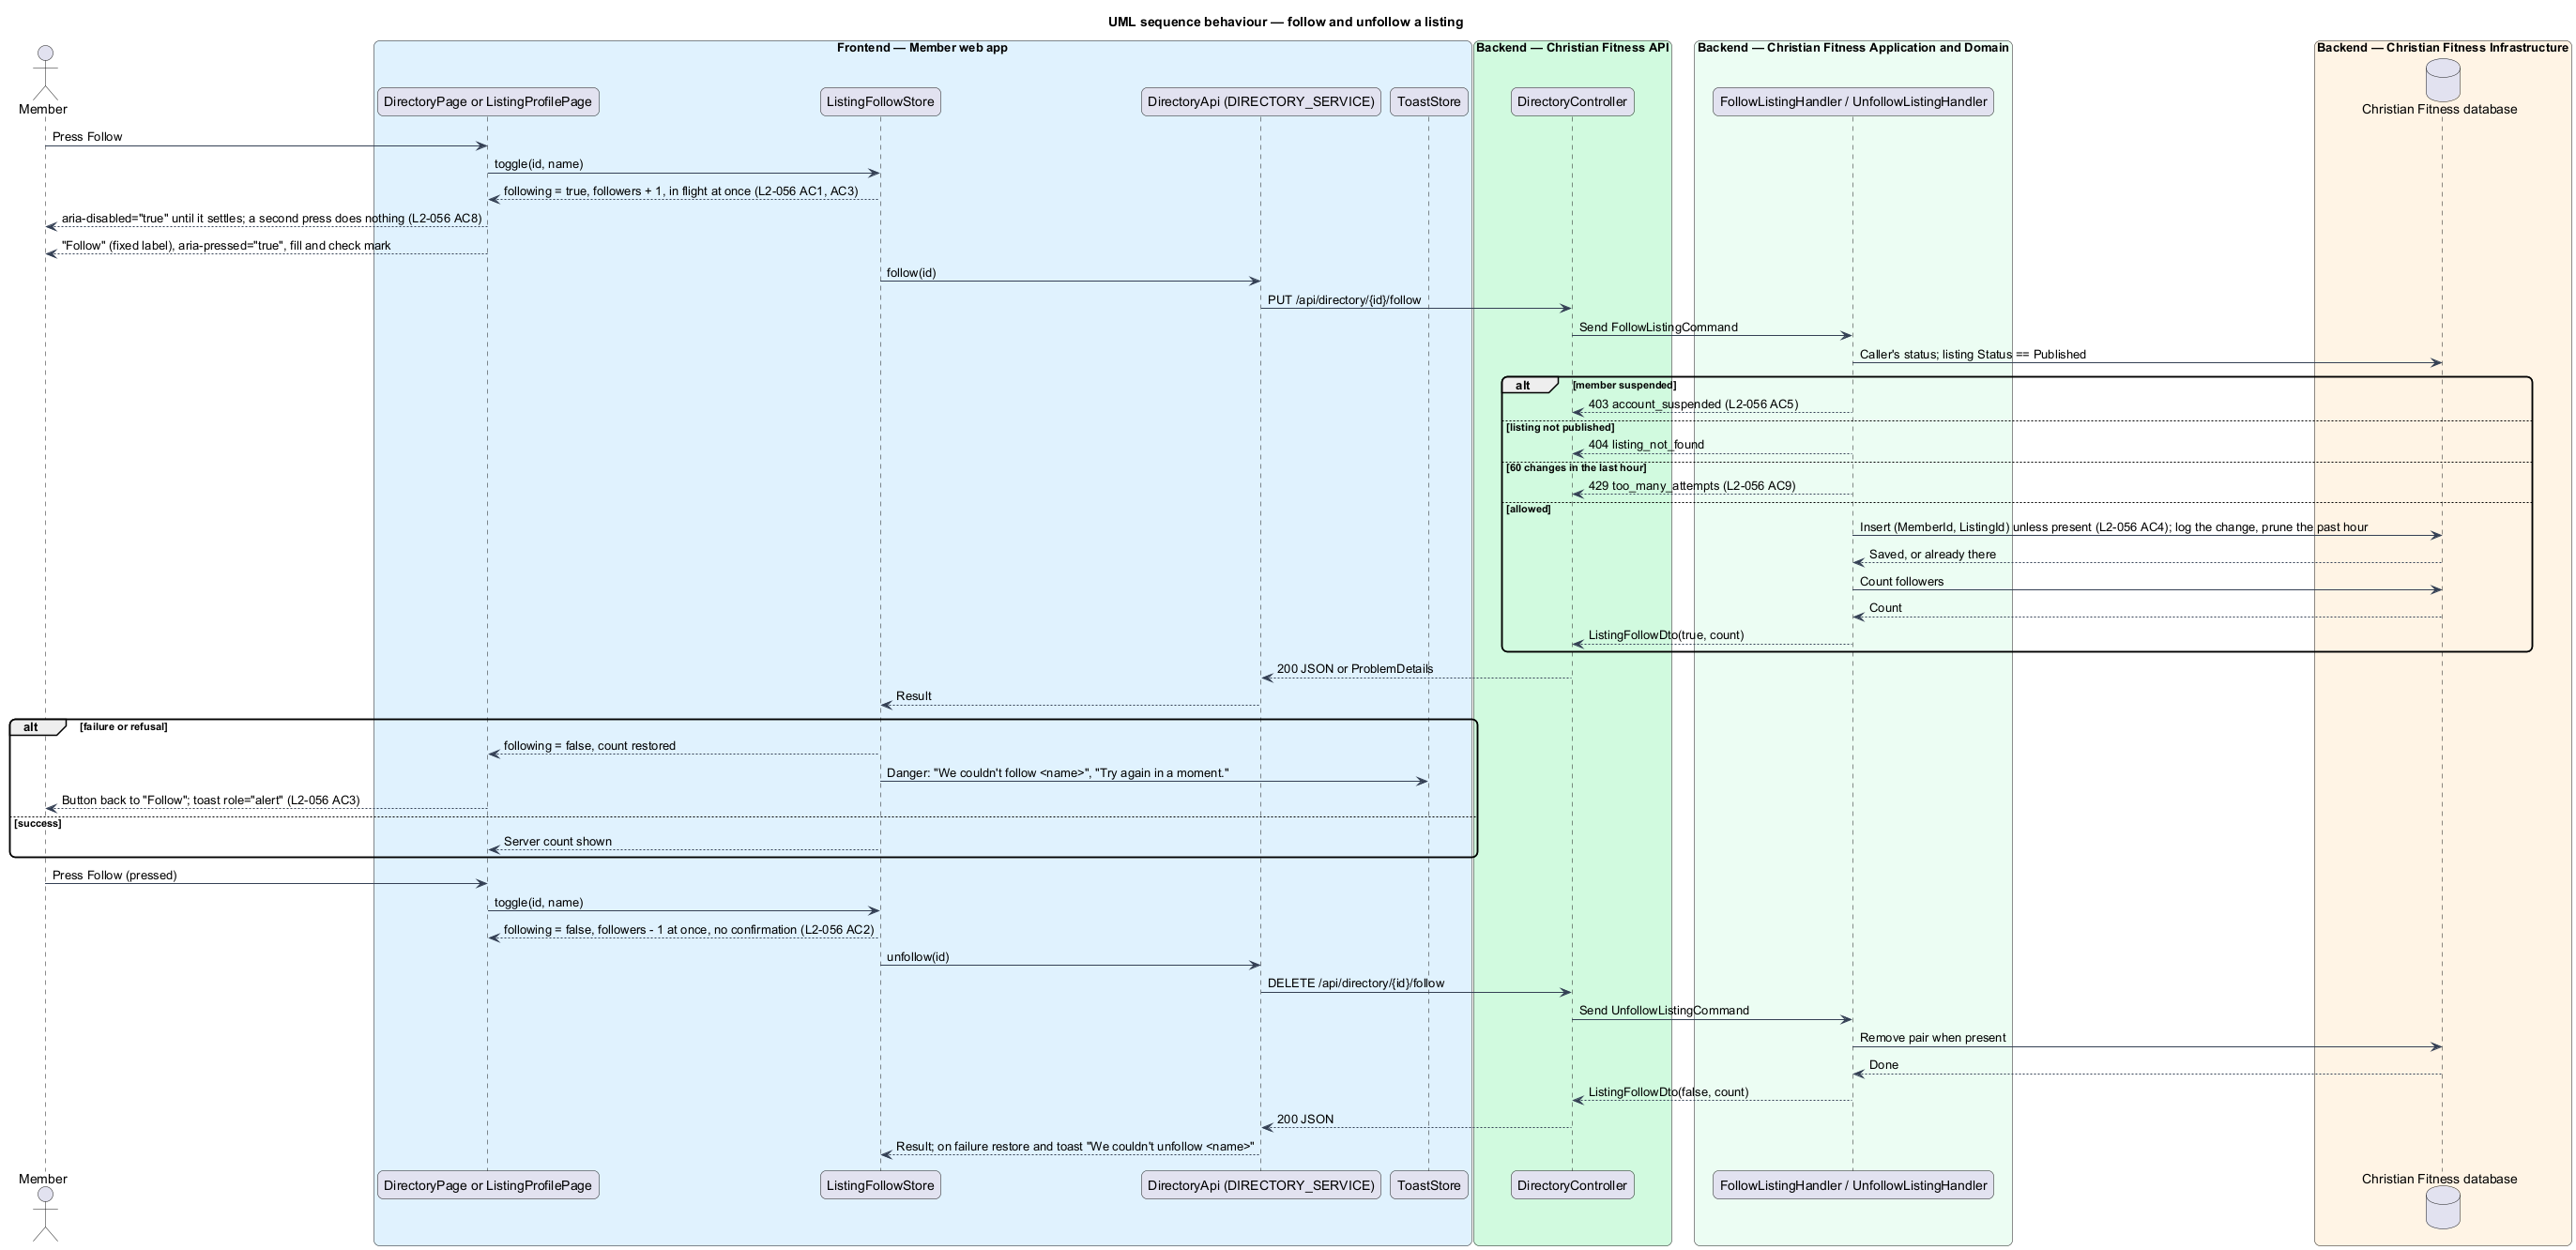 UML sequence behaviour — follow and unfollow a listing
Frontend — Member web app
Backend — Christian Fitness API
Backend — Christian Fitness Application and Domain
Backend — Christian Fitness Infrastructure
Member
DirectoryPage or ListingProfilePage
ListingFollowStore
DirectoryApi (DIRECTORY_SERVICE)
ToastStore
DirectoryController
FollowListingHandler / UnfollowListingHandler
Christian Fitness database
Press Follow
toggle(id, name)
following = true, followers + 1, in flight at once (L2-056 AC1, AC3)
aria-disabled="true" until it settles; a second press does nothing (L2-056 AC8)
"Follow" (fixed label), aria-pressed="true", fill and check mark
follow(id)
PUT /api/directory/{id}/follow
Send FollowListingCommand
Caller's status; listing Status == Published
alt
[member suspended]
403 account_suspended (L2-056 AC5)
[listing not published]
404 listing_not_found
[60 changes in the last hour]
429 too_many_attempts (L2-056 AC9)
[allowed]
Insert (MemberId, ListingId) unless present (L2-056 AC4); log the change, prune the past hour
Saved, or already there
Count followers
Count
ListingFollowDto(true, count)
200 JSON or ProblemDetails
Result
alt
[failure or refusal]
following = false, count restored
Danger: "We couldn't follow <name>", "Try again in a moment."
Button back to "Follow"; toast role="alert" (L2-056 AC3)
[success]
Server count shown
Press Follow (pressed)
toggle(id, name)
following = false, followers - 1 at once, no confirmation (L2-056 AC2)
unfollow(id)
DELETE /api/directory/{id}/follow
Send UnfollowListingCommand
Remove pair when present
Done
ListingFollowDto(false, count)
200 JSON
Result; on failure restore and toast "We couldn't unfollow <name>"
Member
DirectoryPage or ListingProfilePage
ListingFollowStore
DirectoryApi (DIRECTORY_SERVICE)
ToastStore
DirectoryController
FollowListingHandler / UnfollowListingHandler
Christian Fitness database